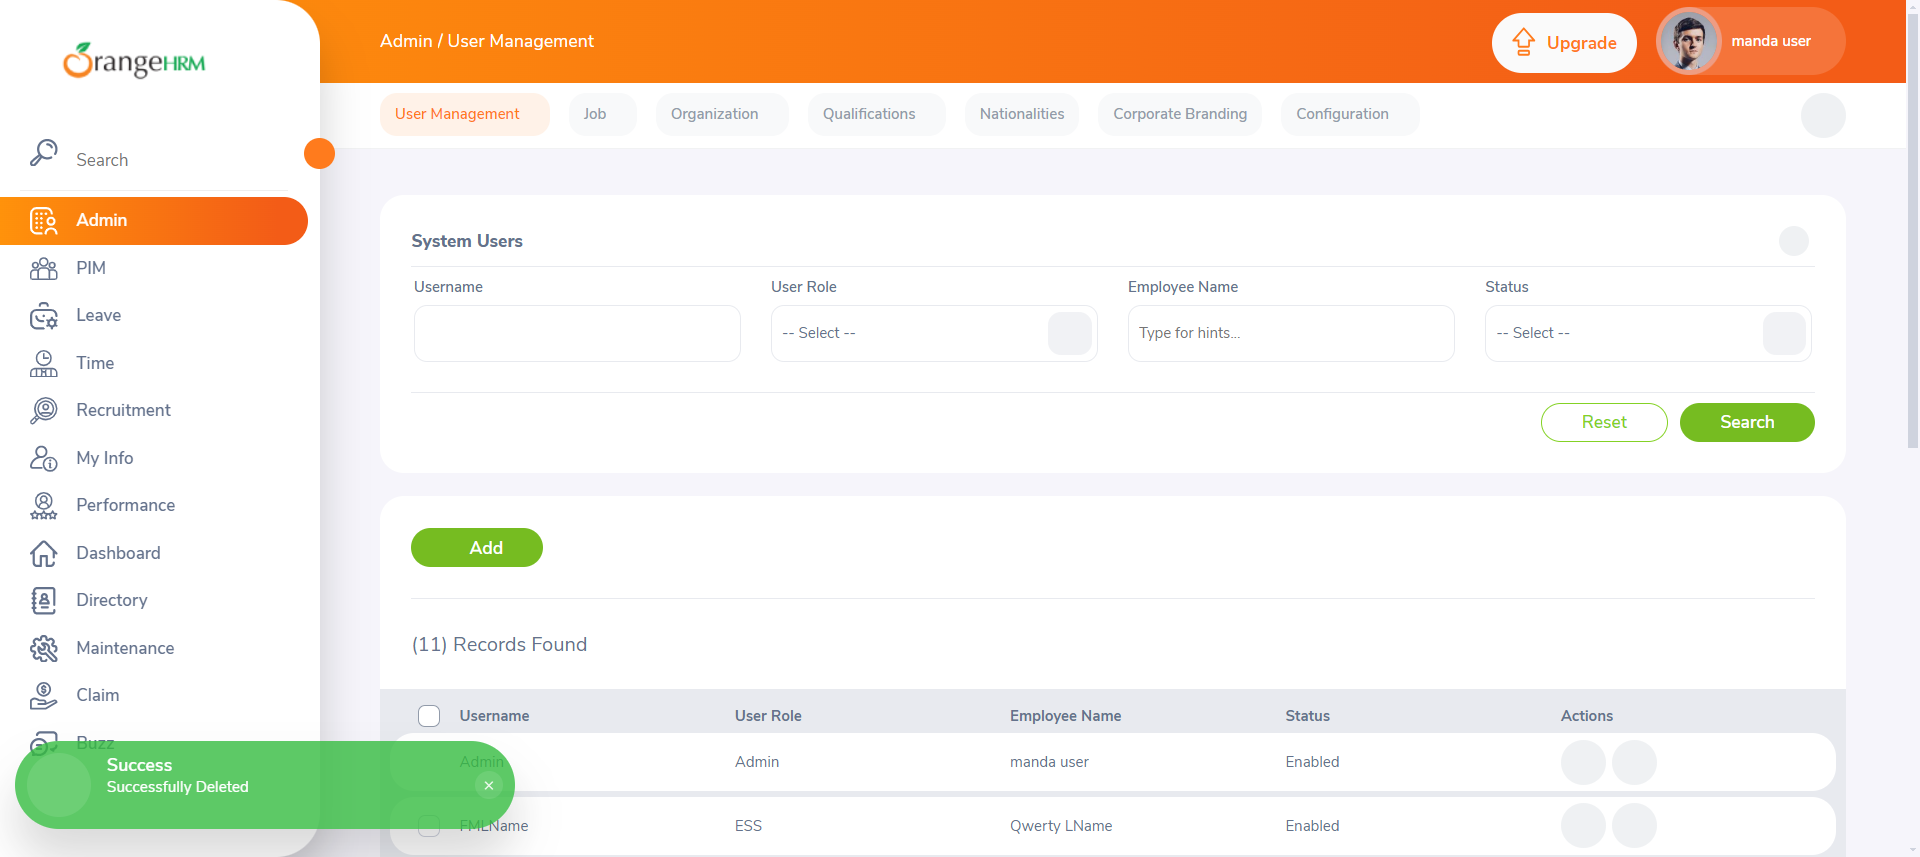 OrangeHRM
Search
Admin
PIM
Leave
Time
Recruitment
My Info
Performance
Dashboard
Directory
Maintenance
Claim
Buzz
Success
Successfully Deleted
Admin / User Management
Upgrade
manda user
User Management
Job
Organization
Qualifications
Nationalities
Corporate Branding
Configuration
System Users
Username
User Role
Employee Name
Status
-- Select --
Type for hints...
-- Select --
Reset
Search
Add
(11) Records Found
Username User Role Employee Name Status Actions
Admin Admin manda user Enabled
FMLName ESS Qwerty LName Enabled